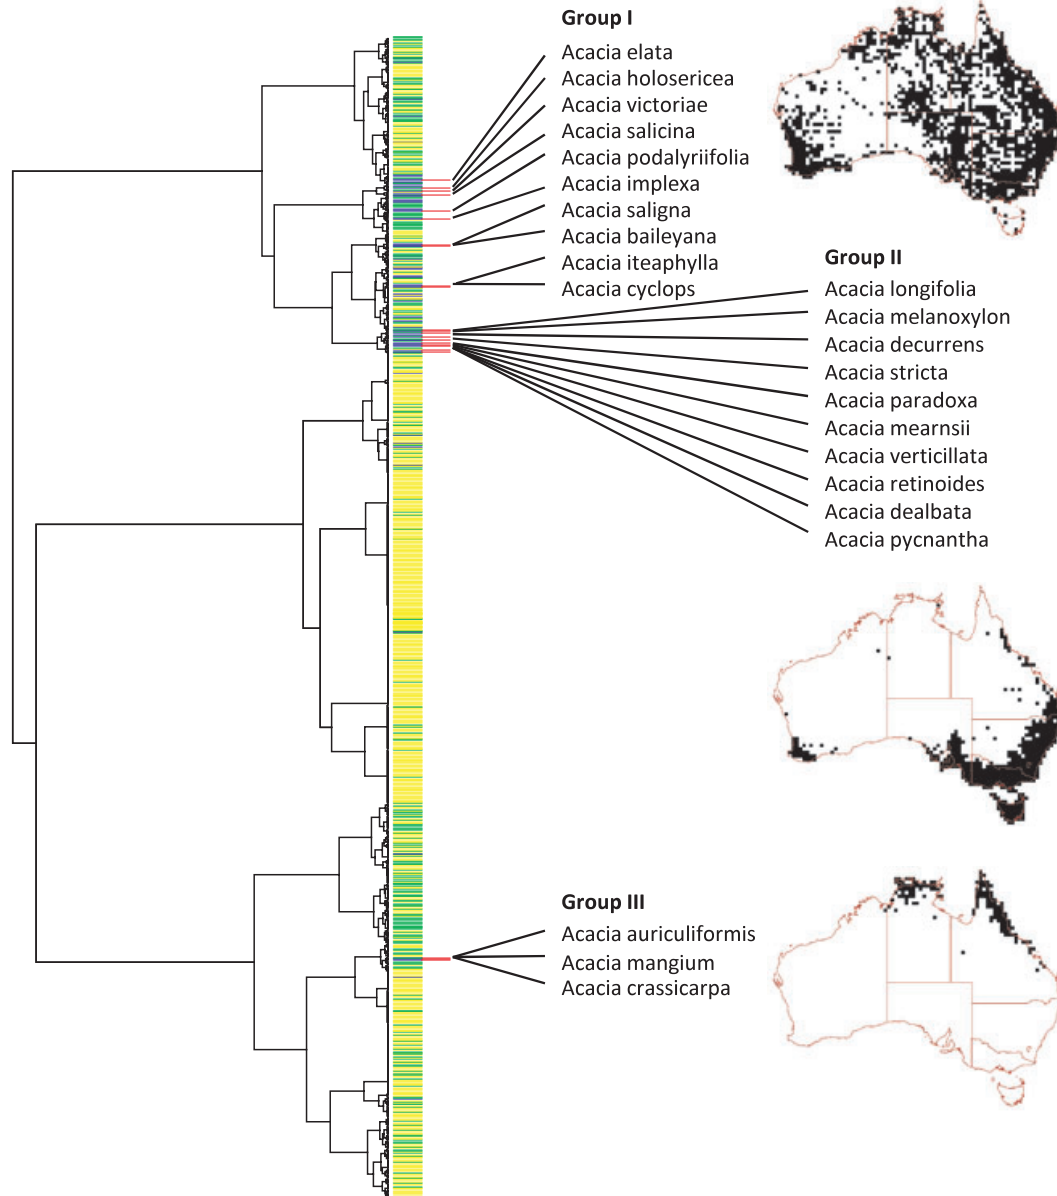 Group I
Acacia elata
Acacia holosericea
Acacia victoriae
Acacia salicina
Acacia podalyriifolia
Acacia implexa
Acacia saligna
Acacia baileyana
Acacia iteaphylla
Acacia cyclops
Group II
Acacia longifolia
Acacia melanoxylon
Acacia decurrens
Acacia stricta
Acacia paradoxa
Acacia mearnsii
Acacia verticillata
Acacia retinoides
Acacia dealbata
Acacia pycnantha
Group III
Acacia auriculiformis
Acacia mangium
Acacia crassicarpa